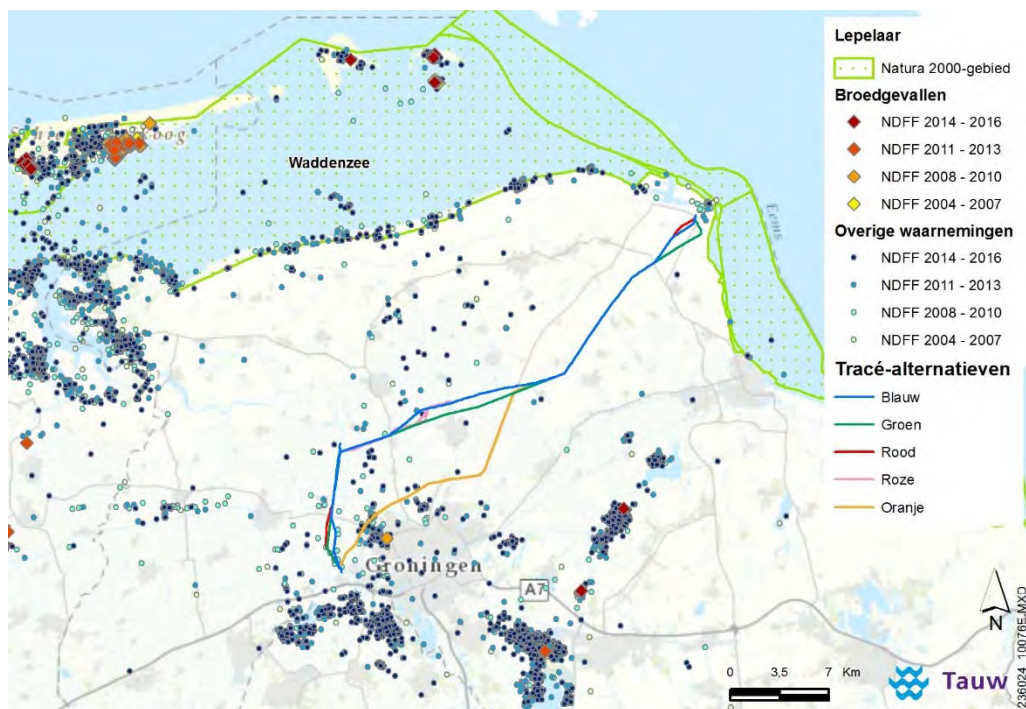 Lepelaar
Natura 2000-gebied
Broedgevallen
NDFF 2014 - 2016
NDFF 2011 - 2013
NDFF 2008 - 2010
NDFF 2004 - 2007
Overige waarnemingen
NDFF 2014 - 2016
NDFF 2011 - 2013
NDFF 2008 - 2010
NDFF 2004 - 2007
Tracé-alternatieven
Blauw
Groen
Rood
Roze
Oranje
Waddenzee
Eems
Groningen
A7
N
0 3,5 7 Km
Tauw
236024_100765.MXD